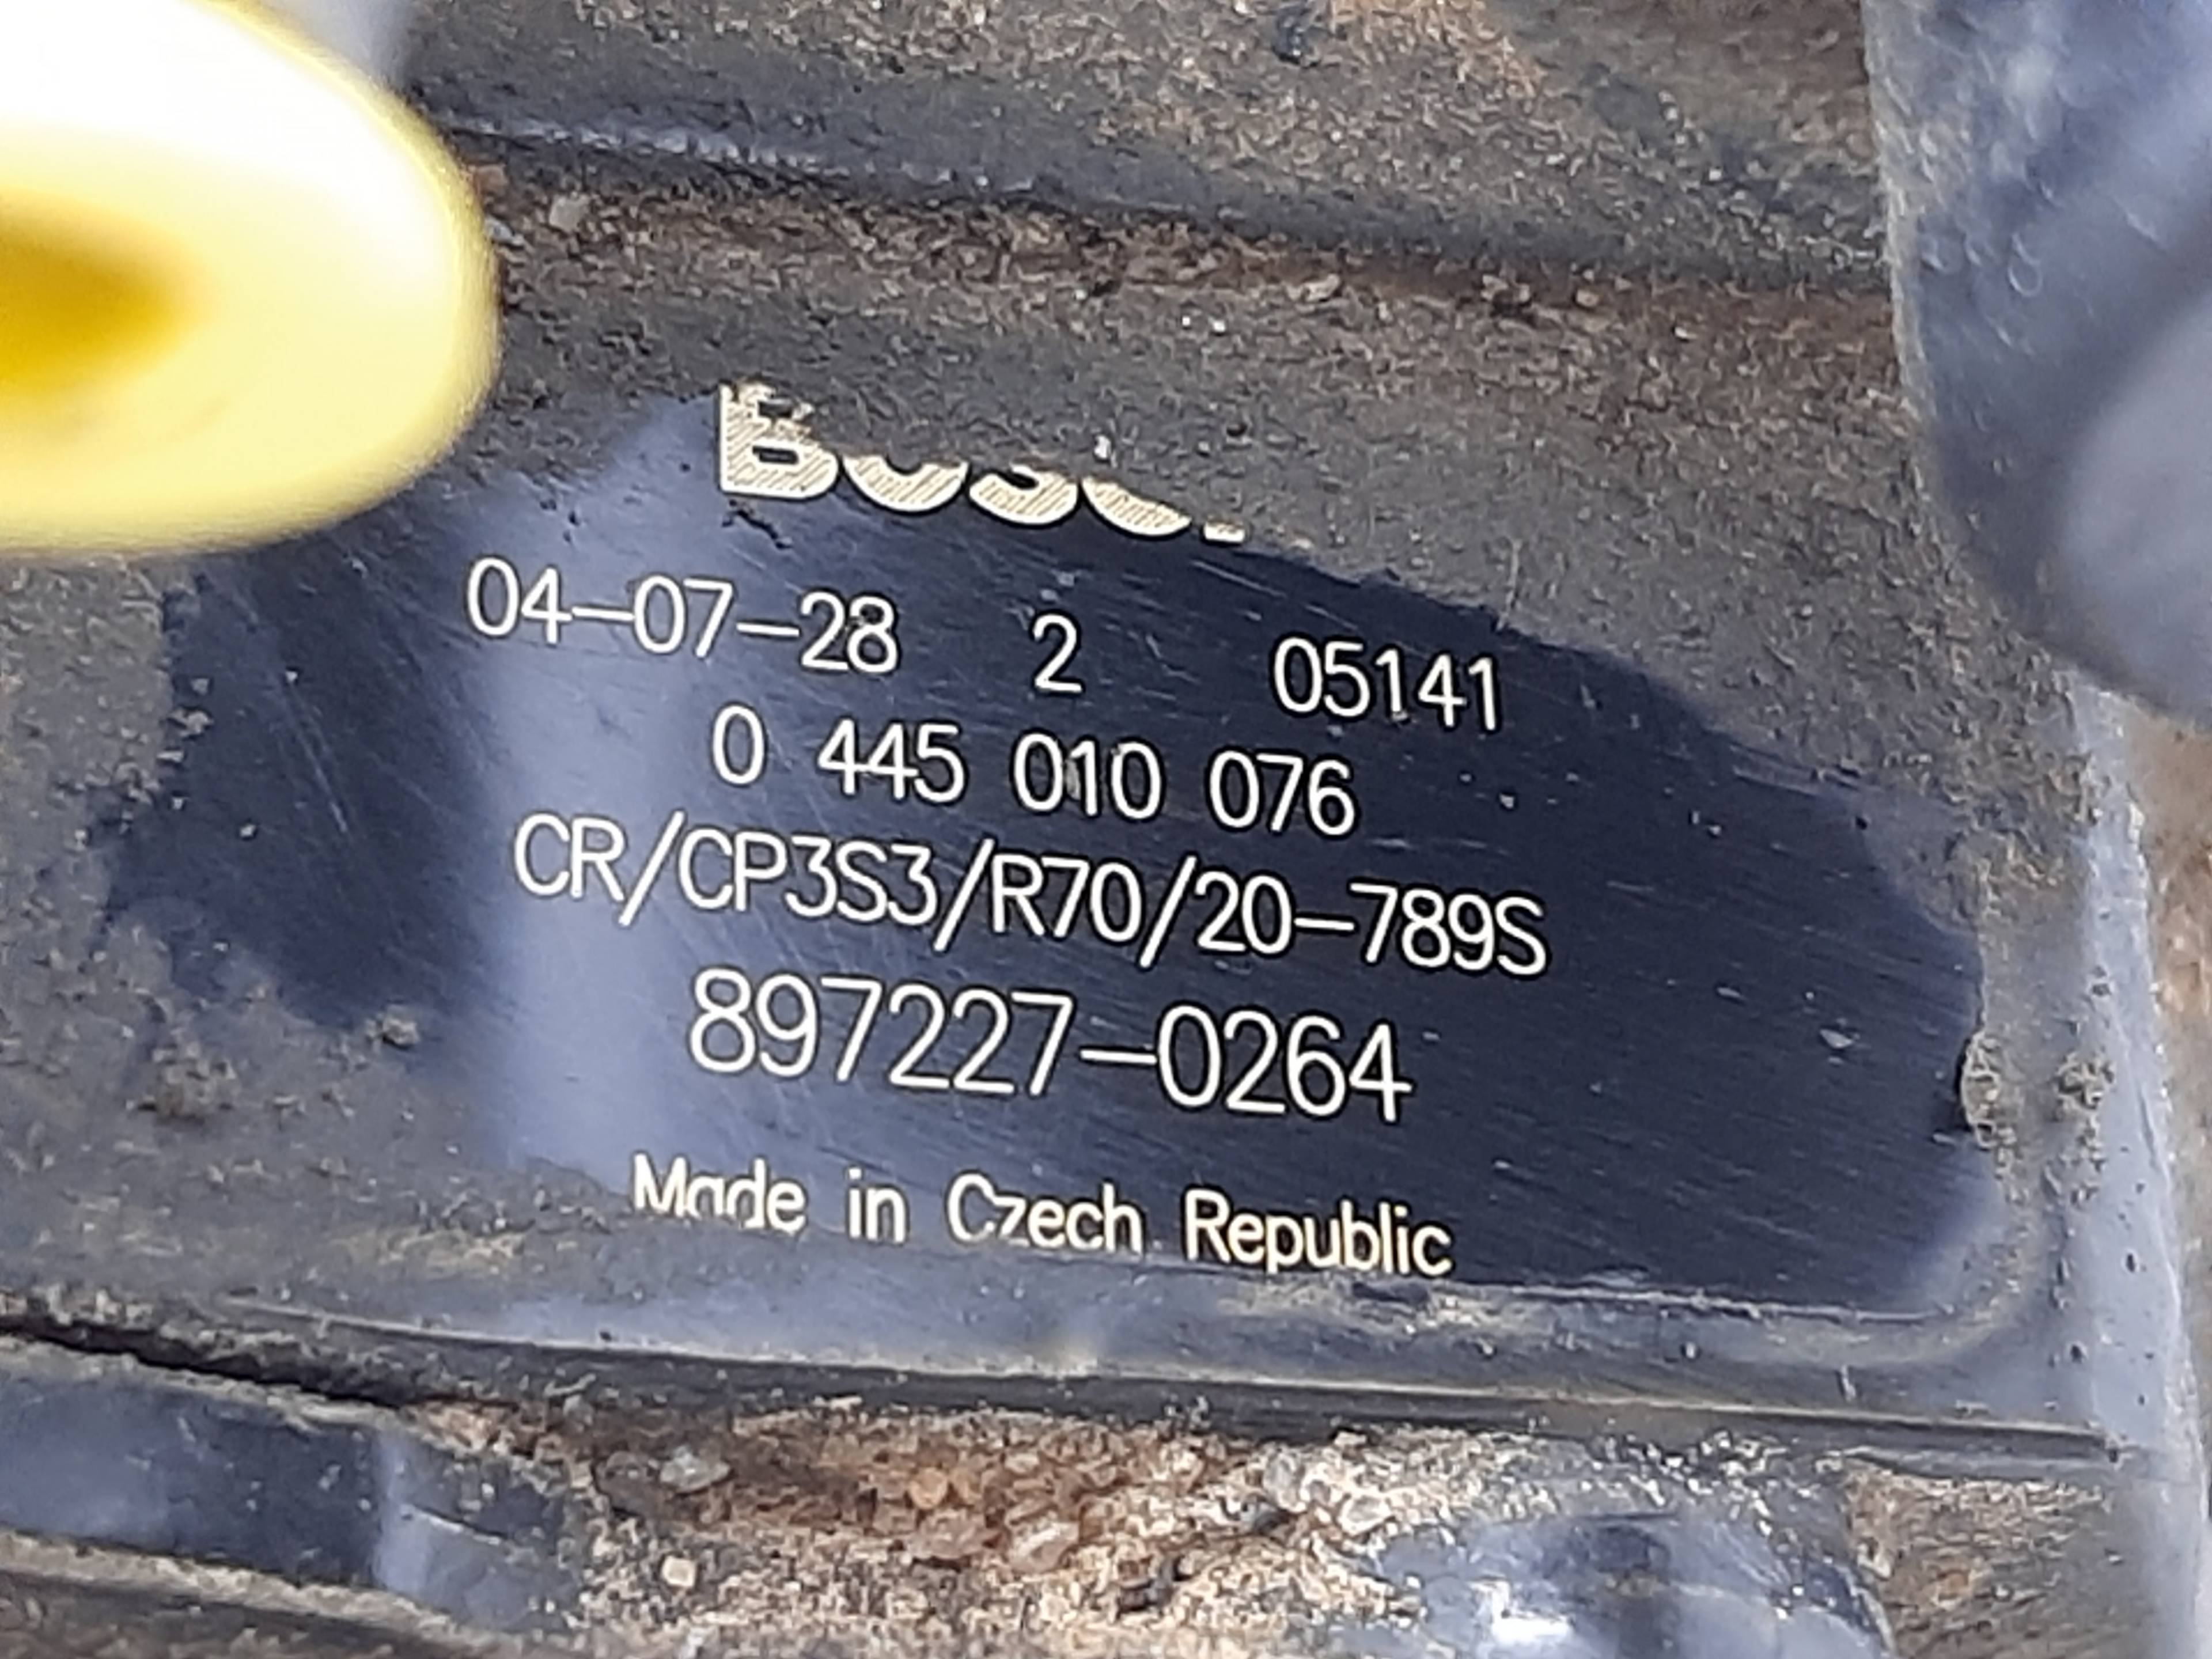 BOSCH
04-07-28 2 05141
0 445 010 076
CR/CP3S3/R70/20-789S
897227-0264
Made in Czech Republic